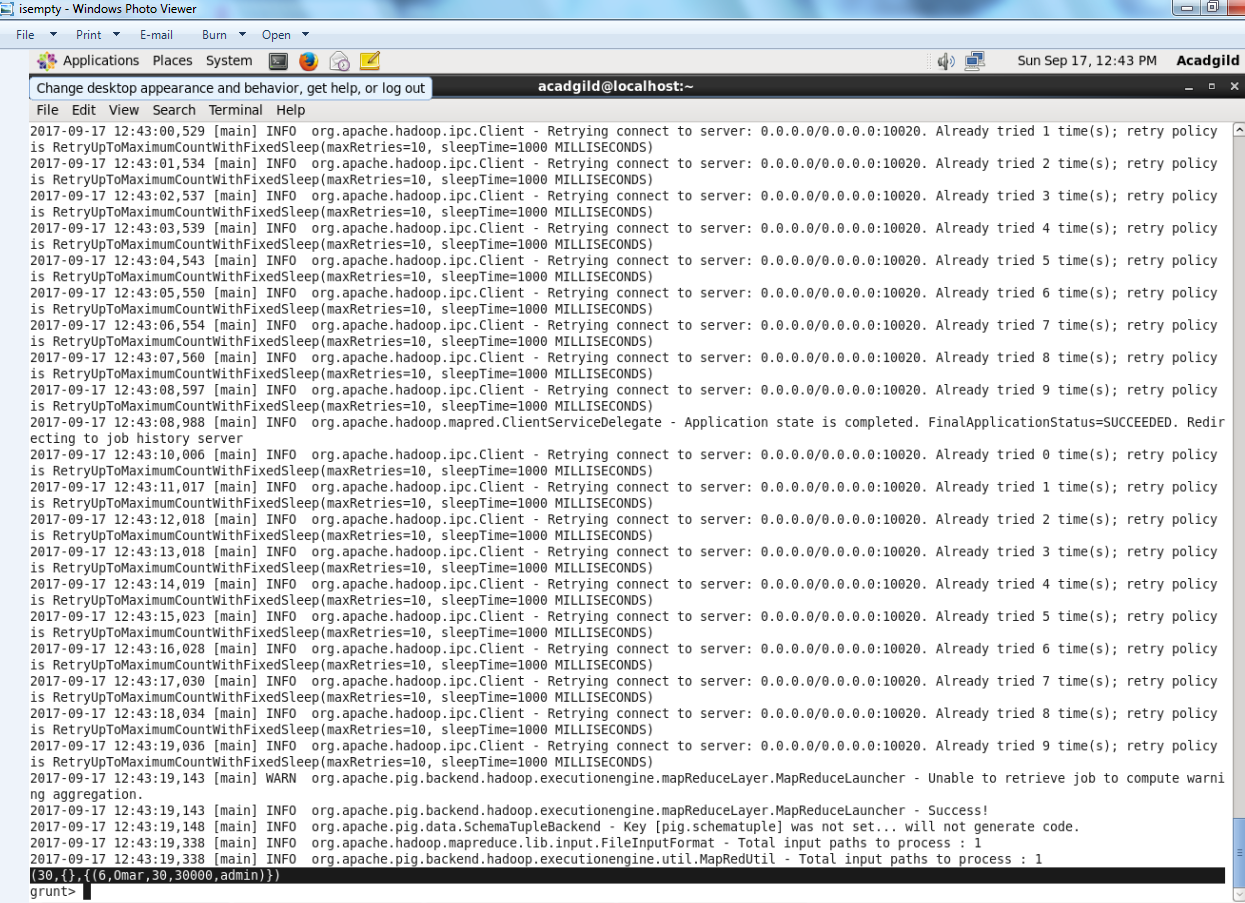 isempty - Windows Photo Viewer
File Print E-mail Burn Open
Applications Places System Sun Sep 17, 12:43 PM Acadgild
Change desktop appearance and behavior, get help, or log out acadgild@localhost:~
File Edit View Search Terminal Help
2017-09-17 12:43:00,529 [main] INFO  org.apache.hadoop.ipc.Client - Retrying connect to server: 0.0.0.0/0.0.0.0:10020. Already tried 1 time(s); retry policy
is RetryUpToMaximumCountWithFixedSleep(maxRetries=10, sleepTime=1000 MILLISECONDS)
2017-09-17 12:43:01,534 [main] INFO  org.apache.hadoop.ipc.Client - Retrying connect to server: 0.0.0.0/0.0.0.0:10020. Already tried 2 time(s); retry policy
is RetryUpToMaximumCountWithFixedSleep(maxRetries=10, sleepTime=1000 MILLISECONDS)
2017-09-17 12:43:02,537 [main] INFO  org.apache.hadoop.ipc.Client - Retrying connect to server: 0.0.0.0/0.0.0.0:10020. Already tried 3 time(s); retry policy
is RetryUpToMaximumCountWithFixedSleep(maxRetries=10, sleepTime=1000 MILLISECONDS)
2017-09-17 12:43:03,539 [main] INFO  org.apache.hadoop.ipc.Client - Retrying connect to server: 0.0.0.0/0.0.0.0:10020. Already tried 4 time(s); retry policy
is RetryUpToMaximumCountWithFixedSleep(maxRetries=10, sleepTime=1000 MILLISECONDS)
2017-09-17 12:43:04,543 [main] INFO  org.apache.hadoop.ipc.Client - Retrying connect to server: 0.0.0.0/0.0.0.0:10020. Already tried 5 time(s); retry policy
is RetryUpToMaximumCountWithFixedSleep(maxRetries=10, sleepTime=1000 MILLISECONDS)
2017-09-17 12:43:05,550 [main] INFO  org.apache.hadoop.ipc.Client - Retrying connect to server: 0.0.0.0/0.0.0.0:10020. Already tried 6 time(s); retry policy
is RetryUpToMaximumCountWithFixedSleep(maxRetries=10, sleepTime=1000 MILLISECONDS)
2017-09-17 12:43:06,554 [main] INFO  org.apache.hadoop.ipc.Client - Retrying connect to server: 0.0.0.0/0.0.0.0:10020. Already tried 7 time(s); retry policy
is RetryUpToMaximumCountWithFixedSleep(maxRetries=10, sleepTime=1000 MILLISECONDS)
2017-09-17 12:43:07,560 [main] INFO  org.apache.hadoop.ipc.Client - Retrying connect to server: 0.0.0.0/0.0.0.0:10020. Already tried 8 time(s); retry policy
is RetryUpToMaximumCountWithFixedSleep(maxRetries=10, sleepTime=1000 MILLISECONDS)
2017-09-17 12:43:08,597 [main] INFO  org.apache.hadoop.ipc.Client - Retrying connect to server: 0.0.0.0/0.0.0.0:10020. Already tried 9 time(s); retry policy
is RetryUpToMaximumCountWithFixedSleep(maxRetries=10, sleepTime=1000 MILLISECONDS)
2017-09-17 12:43:08,988 [main] INFO  org.apache.hadoop.mapred.ClientServiceDelegate - Application state is completed. FinalApplicationStatus=SUCCEEDED. Redir
ecting to job history server
2017-09-17 12:43:10,006 [main] INFO  org.apache.hadoop.ipc.Client - Retrying connect to server: 0.0.0.0/0.0.0.0:10020. Already tried 0 time(s); retry policy
is RetryUpToMaximumCountWithFixedSleep(maxRetries=10, sleepTime=1000 MILLISECONDS)
2017-09-17 12:43:11,017 [main] INFO  org.apache.hadoop.ipc.Client - Retrying connect to server: 0.0.0.0/0.0.0.0:10020. Already tried 1 time(s); retry policy
is RetryUpToMaximumCountWithFixedSleep(maxRetries=10, sleepTime=1000 MILLISECONDS)
2017-09-17 12:43:12,018 [main] INFO  org.apache.hadoop.ipc.Client - Retrying connect to server: 0.0.0.0/0.0.0.0:10020. Already tried 2 time(s); retry policy
is RetryUpToMaximumCountWithFixedSleep(maxRetries=10, sleepTime=1000 MILLISECONDS)
2017-09-17 12:43:13,018 [main] INFO  org.apache.hadoop.ipc.Client - Retrying connect to server: 0.0.0.0/0.0.0.0:10020. Already tried 3 time(s); retry policy
is RetryUpToMaximumCountWithFixedSleep(maxRetries=10, sleepTime=1000 MILLISECONDS)
2017-09-17 12:43:14,019 [main] INFO  org.apache.hadoop.ipc.Client - Retrying connect to server: 0.0.0.0/0.0.0.0:10020. Already tried 4 time(s); retry policy
is RetryUpToMaximumCountWithFixedSleep(maxRetries=10, sleepTime=1000 MILLISECONDS)
2017-09-17 12:43:15,023 [main] INFO  org.apache.hadoop.ipc.Client - Retrying connect to server: 0.0.0.0/0.0.0.0:10020. Already tried 5 time(s); retry policy
is RetryUpToMaximumCountWithFixedSleep(maxRetries=10, sleepTime=1000 MILLISECONDS)
2017-09-17 12:43:16,028 [main] INFO  org.apache.hadoop.ipc.Client - Retrying connect to server: 0.0.0.0/0.0.0.0:10020. Already tried 6 time(s); retry policy
is RetryUpToMaximumCountWithFixedSleep(maxRetries=10, sleepTime=1000 MILLISECONDS)
2017-09-17 12:43:17,030 [main] INFO  org.apache.hadoop.ipc.Client - Retrying connect to server: 0.0.0.0/0.0.0.0:10020. Already tried 7 time(s); retry policy
is RetryUpToMaximumCountWithFixedSleep(maxRetries=10, sleepTime=1000 MILLISECONDS)
2017-09-17 12:43:18,034 [main] INFO  org.apache.hadoop.ipc.Client - Retrying connect to server: 0.0.0.0/0.0.0.0:10020. Already tried 8 time(s); retry policy
is RetryUpToMaximumCountWithFixedSleep(maxRetries=10, sleepTime=1000 MILLISECONDS)
2017-09-17 12:43:19,036 [main] INFO  org.apache.hadoop.ipc.Client - Retrying connect to server: 0.0.0.0/0.0.0.0:10020. Already tried 9 time(s); retry policy
is RetryUpToMaximumCountWithFixedSleep(maxRetries=10, sleepTime=1000 MILLISECONDS)
2017-09-17 12:43:19,143 [main] WARN  org.apache.pig.backend.hadoop.executionengine.mapReduceLayer.MapReduceLauncher - Unable to retrieve job to compute warni
ng aggregation.
2017-09-17 12:43:19,143 [main] INFO  org.apache.pig.backend.hadoop.executionengine.mapReduceLayer.MapReduceLauncher - Success!
2017-09-17 12:43:19,148 [main] INFO  org.apache.pig.data.SchemaTupleBackend - Key [pig.schematuple] was not set... will not generate code.
2017-09-17 12:43:19,338 [main] INFO  org.apache.hadoop.mapreduce.lib.input.FileInputFormat - Total input paths to process : 1
2017-09-17 12:43:19,338 [main] INFO  org.apache.pig.backend.hadoop.executionengine.util.MapRedUtil - Total input paths to process : 1
(30,{},{(6,Omar,30,30000,admin)})
grunt>